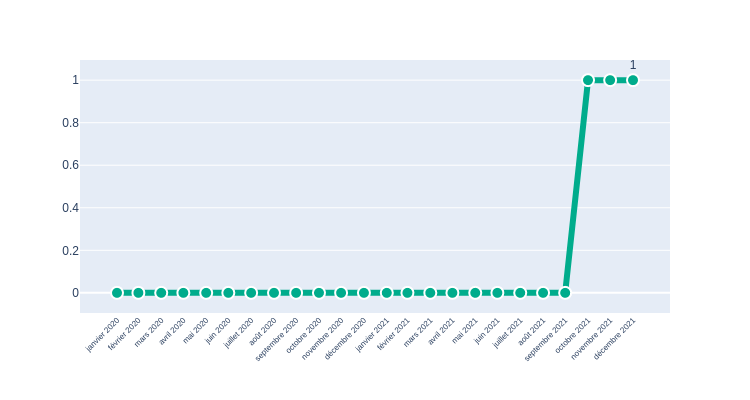 1
1
0.8
0.6
0.4
0.2
0
janvier 2020
février 2020
mars 2020
avril 2020
mai 2020
juin 2020
juillet 2020
août 2020
septembre 2020
octobre 2020
novembre 2020
décembre 2020
janvier 2021
février 2021
mars 2021
avril 2021
mai 2021
juin 2021
juillet 2021
août 2021
septembre 2021
octobre 2021
novembre 2021
décembre 2021